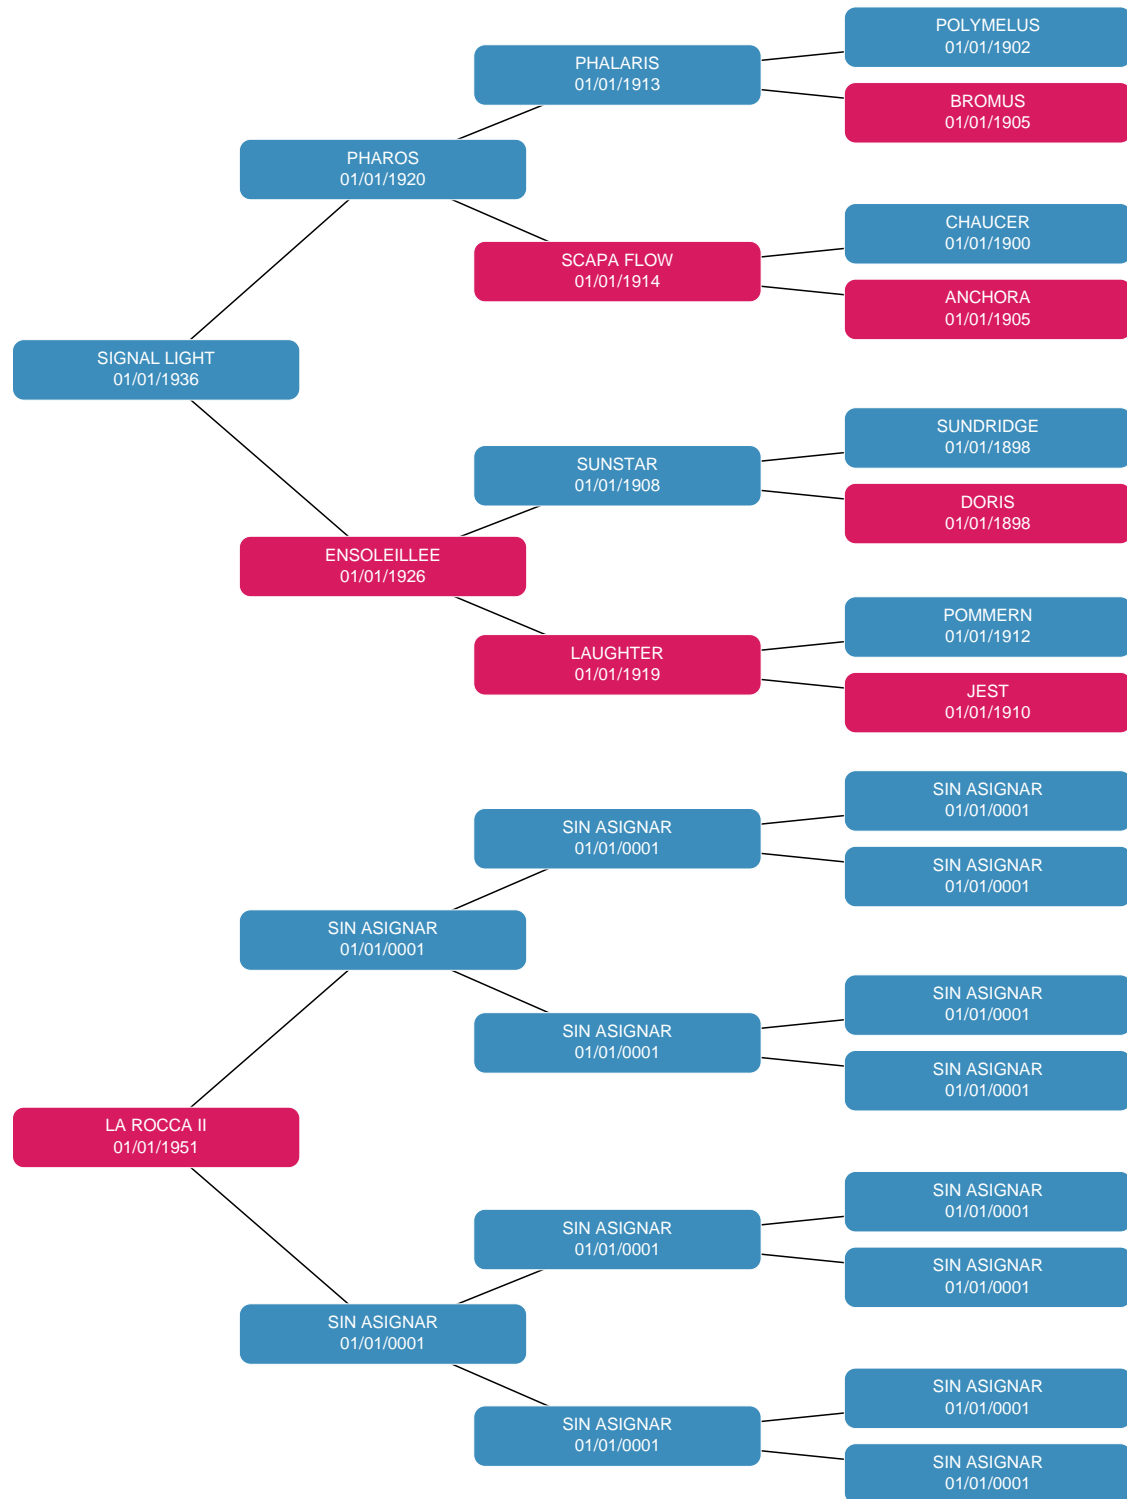 POLYMELUS
01/01/1902
PHALARIS
01/01/1913
BROMUS
01/01/1905
PHAROS
01/01/1920
CHAUCER
01/01/1900
SCAPA FLOW
01/01/1914
ANCHORA
01/01/1905
SIGNAL LIGHT
01/01/1936
SUNDRIDGE
01/01/1898
SUNSTAR
01/01/1908
DORIS
01/01/1898
ENSOLEILLEE
01/01/1926
POMMERN
01/01/1912
LAUGHTER
01/01/1919
JEST
01/01/1910
SIN ASIGNAR
01/01/0001
SIN ASIGNAR
01/01/0001
SIN ASIGNAR
01/01/0001
SIN ASIGNAR
01/01/0001
SIN ASIGNAR
01/01/0001
SIN ASIGNAR
01/01/0001
SIN ASIGNAR
01/01/0001
LA ROCCA II
01/01/1951
SIN ASIGNAR
01/01/0001
SIN ASIGNAR
01/01/0001
SIN ASIGNAR
01/01/0001
SIN ASIGNAR
01/01/0001
SIN ASIGNAR
01/01/0001
SIN ASIGNAR
01/01/0001
SIN ASIGNAR
01/01/0001